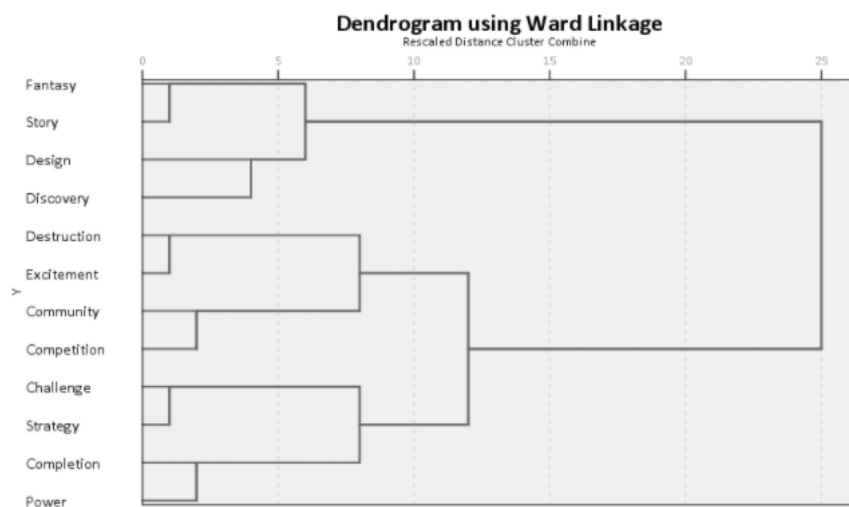 Dendrogram using Ward Linkage
Rescaled Distance Cluster Combine
0 5 10 15 20 25
Fantasy
Story
Design
Discovery
Destruction
Excitement
Y
Community
Competition
Challenge
Strategy
Completion
Power